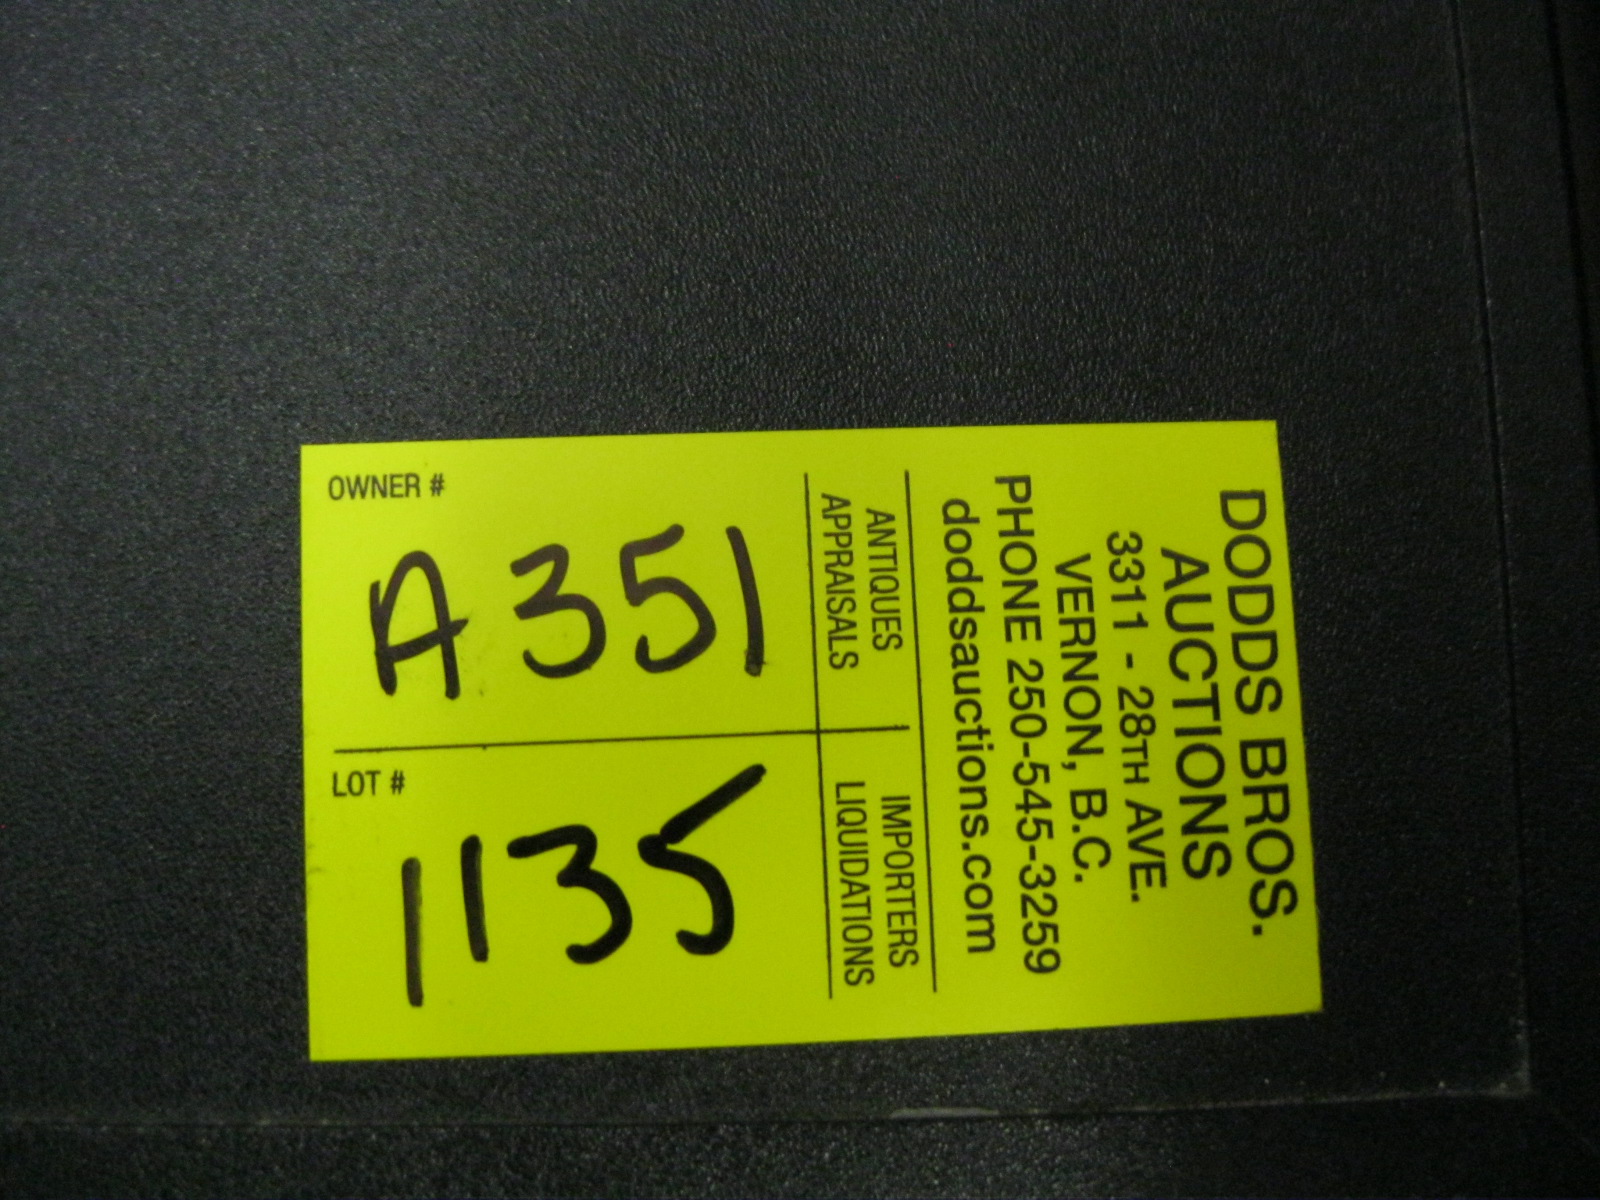 OWNER #
A351
LOT #
1135
ANTIQUES
APPRAISALS
IMPORTERS
LIQUIDATIONS
DODDS BROS.
AUCTIONS
3311 - 28TH AVE.
VERNON, B.C.
PHONE 250-545-3259
doddsauctions.com